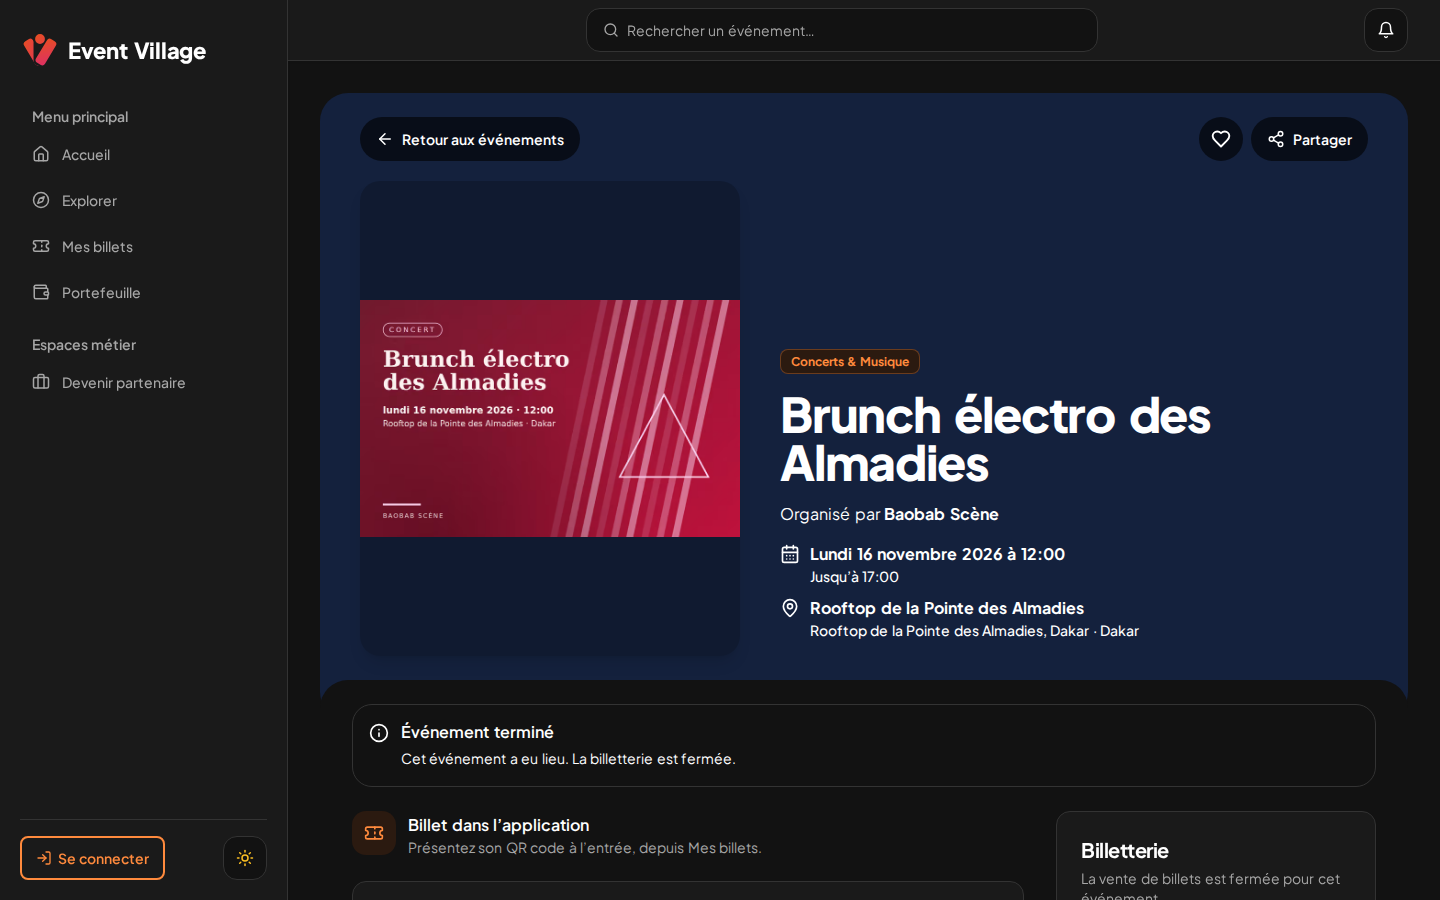 Event Village
Rechercher un événement...
Menu principal
Accueil
Explorer
Mes billets
Portefeuille
Espaces métier
Devenir partenaire
Se connecter
Retour aux événements
Partager
CONCERT
Brunch électro
des Almadies
lundi 16 novembre 2026 · 12:00
Rooftop de la Pointe des Almadies · Dakar
BAOBAB SCÈNE
Concerts & Musique
Brunch électro des
Almadies
Organisé par Baobab Scène
Lundi 16 novembre 2026 à 12:00
Jusqu'à 17:00
Rooftop de la Pointe des Almadies
Rooftop de la Pointe des Almadies, Dakar · Dakar
Événement terminé
Cet événement a eu lieu. La billetterie est fermée.
Billet dans l'application
Présentez son QR code à l'entrée, depuis Mes billets.
Billetterie
La vente de billets est fermée pour cet
événement.